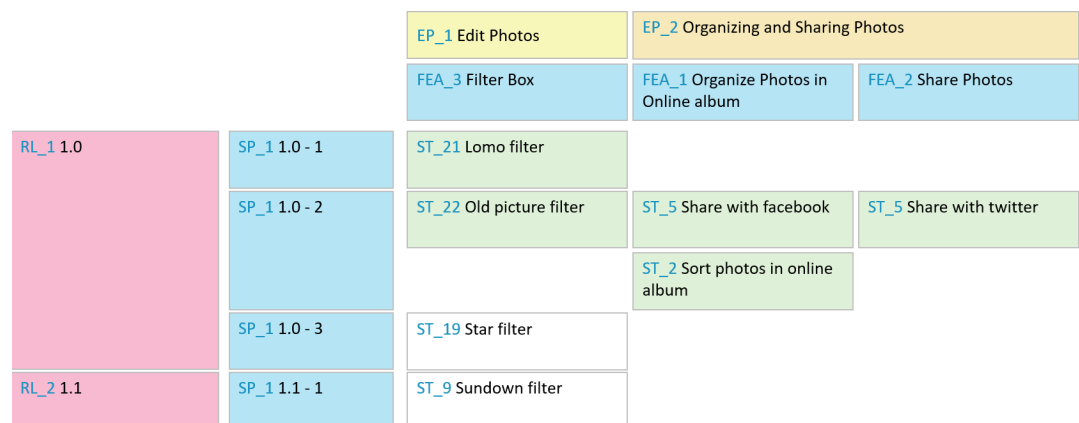 EP_1 Edit Photos
EP_2 Organizing and Sharing Photos
FEA_3 Filter Box
FEA_1 Organize Photos in
Online album
FEA_2 Share Photos
RL_1 1.0
SP_1 1.0 - 1
ST_21 Lomo filter
SP_1 1.0 - 2
ST_22 Old picture filter
ST_5 Share with facebook
ST_5 Share with twitter
ST_2 Sort photos in online
album
SP_1 1.0 - 3
ST_19 Star filter
RL_2 1.1
SP_1 1.1 - 1
ST_9 Sundown filter